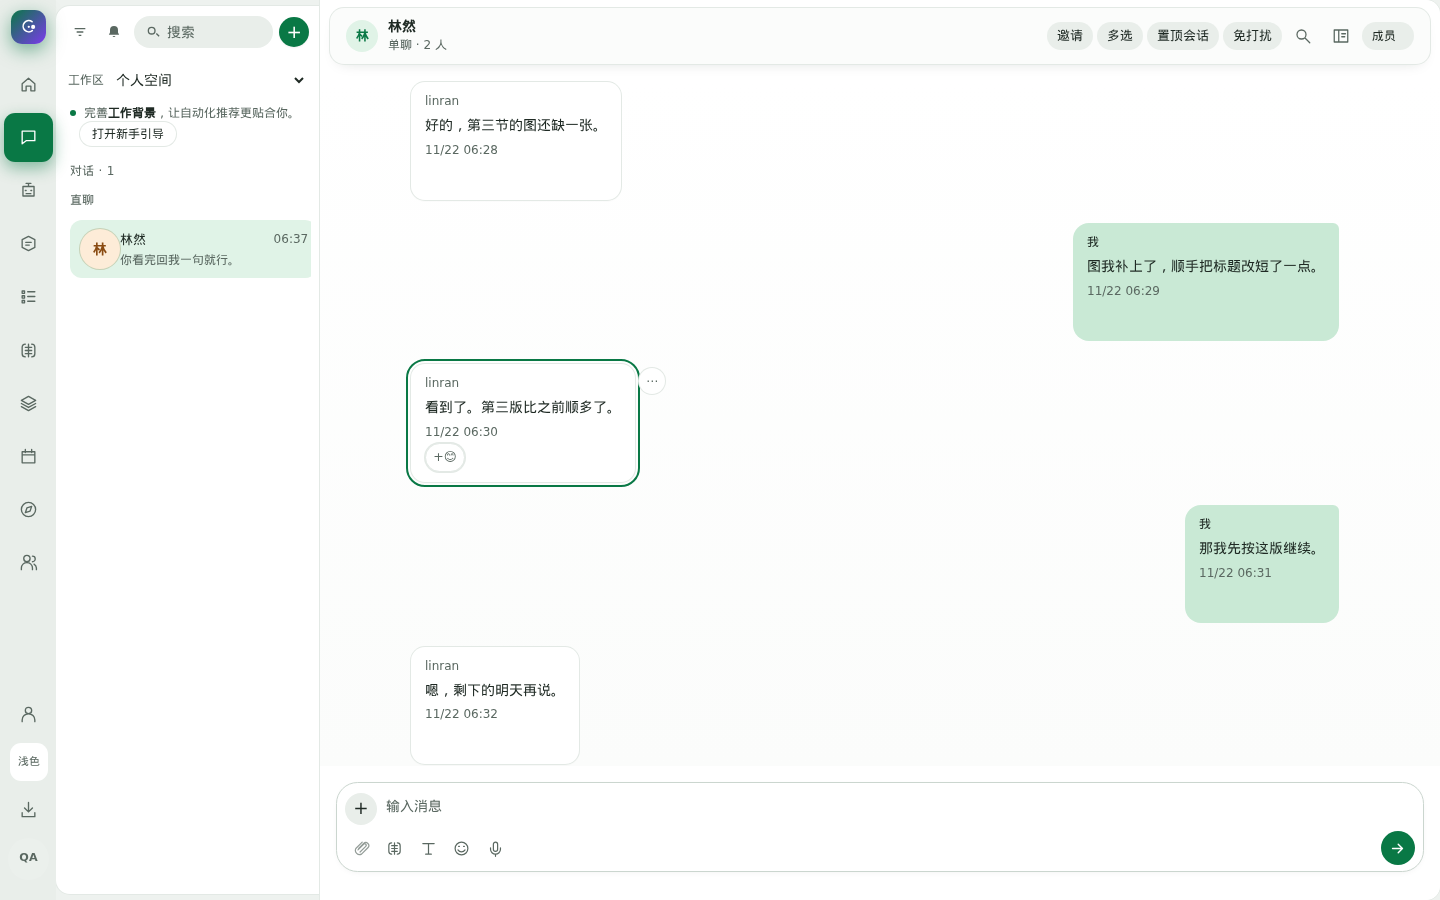 搜索
工作区 个人空间
完善工作背景，让自动化推荐更贴合你。
打开新手引导
对话 · 1
直聊
林
林然
06:37
你看完回我一句就行。
浅色
QA
林
林然
单聊 · 2 人
邀请
多选
置顶会话
免打扰
成员
linran
好的，第三节的图还缺一张。
11/22 06:28
我
图我补上了，顺手把标题改短了一点。
11/22 06:29
linran
看到了。第三版比之前顺多了。
11/22 06:30
+😊
···
我
那我先按这版继续。
11/22 06:31
linran
嗯，剩下的明天再说。
11/22 06:32
输入消息